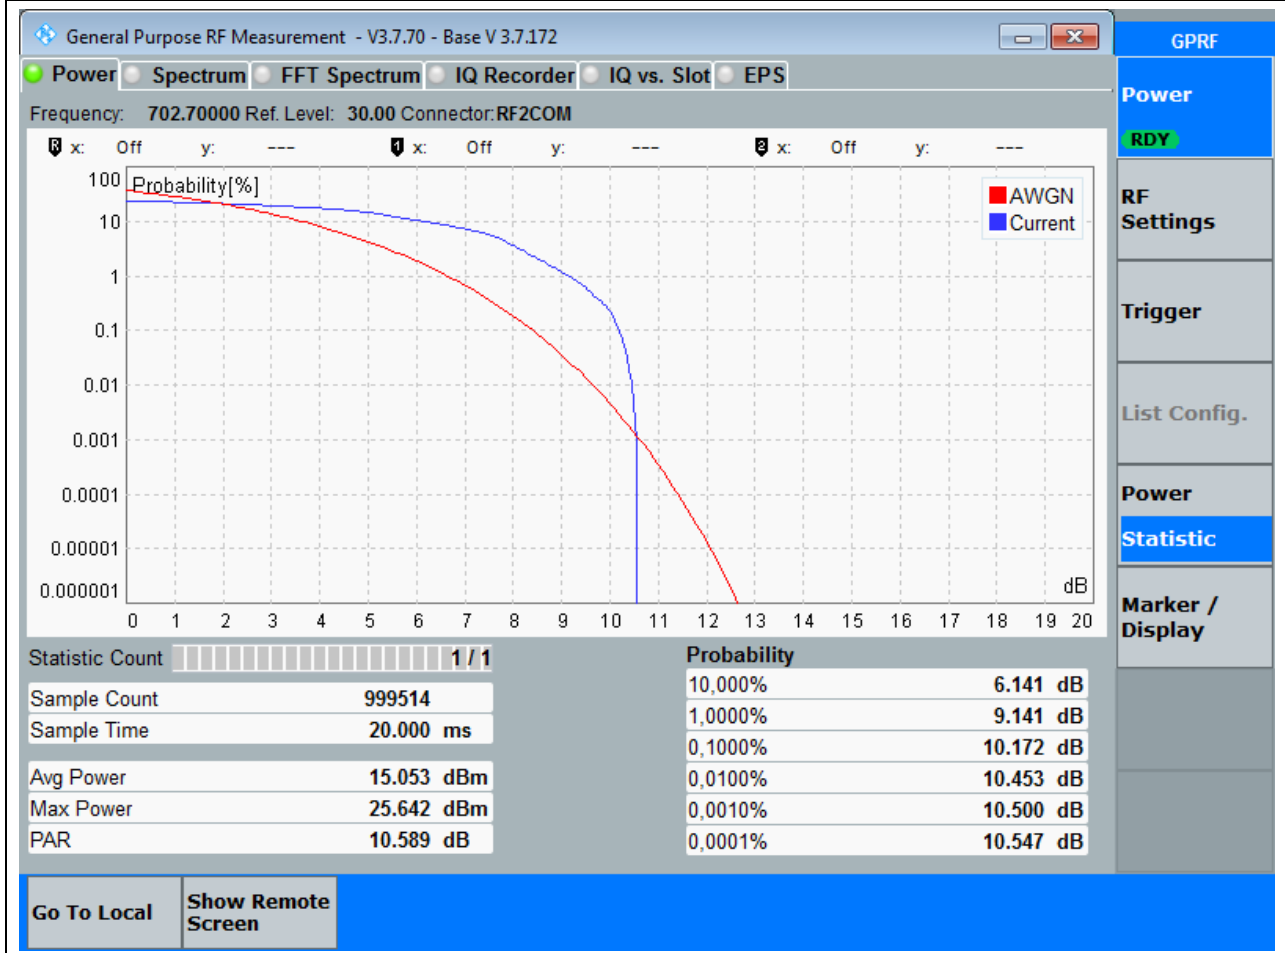 General Purpose RF Measurement - V3.7.70 - Base V 3.7.172
GPRF
Power Spectrum FFT Spectrum IQ Recorder IQ vs. Slot EPS
Frequency: 702.70000 Ref. Level: 30.00 Connector:RF2COM
R x: Off y: --- 1 x: Off y: --- 2 x: Off y: ---
Probability[%]
AWGN
Current
100
10
1
0.1
0.01
0.001
0.0001
0.00001
0.000001
dB
0 1 2 3 4 5 6 7 8 9 10 11 12 13 14 15 16 17 18 19 20
Statistic Count 1 / 1
Sample Count 999514
Sample Time 20.000 ms
Avg Power 15.053 dBm
Max Power 25.642 dBm
PAR 10.589 dB
Probability
10,000% 6.141 dB
1,0000% 9.141 dB
0,1000% 10.172 dB
0,0100% 10.453 dB
0,0010% 10.500 dB
0,0001% 10.547 dB
Power
RDY
RF
Settings
Trigger
List Config.
Power
Statistic
Marker /
Display
Go To Local
Show Remote
Screen